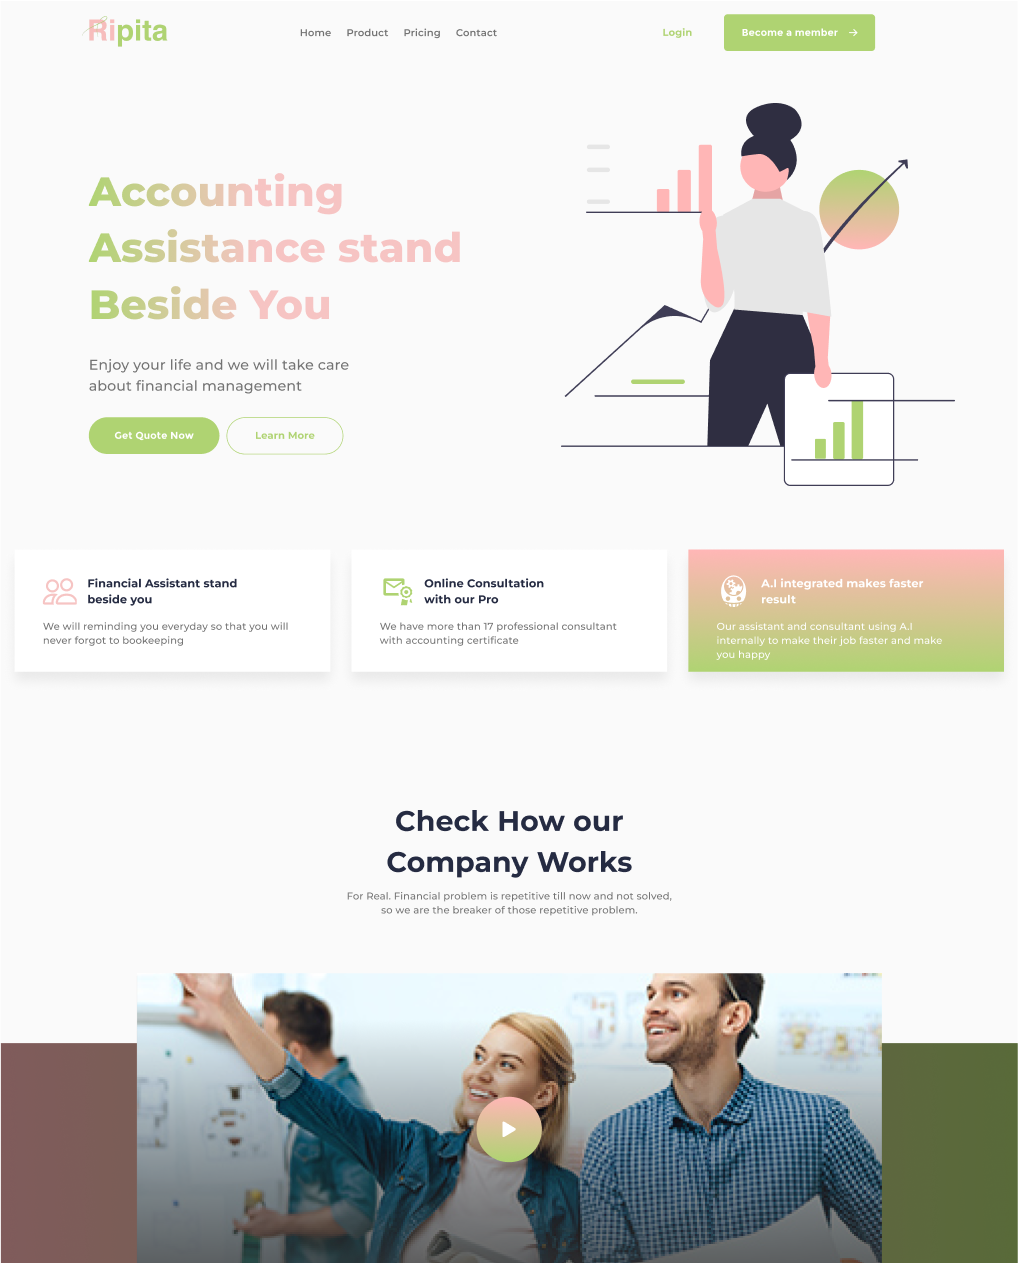 Ripita
Home Product Pricing Contact
Login
Become a member
Accounting
Assistance stand
Beside You
Enjoy your life and we will take care
about financial management
Get Quote Now
Learn More
Financial Assistant stand
beside you
We will reminding you everyday so that you will
never forgot to bookeeping
Online Consultation
with our Pro
We have more than 17 professional consultant
with accounting certificate
A.I integrated makes faster
result
Our assistant and consultant using A.I
internally to make their job faster and make
you happy
Check How our
Company Works
For Real. Financial problem is repetitive till now and not solved,
so we are the breaker of those repetitive problem.